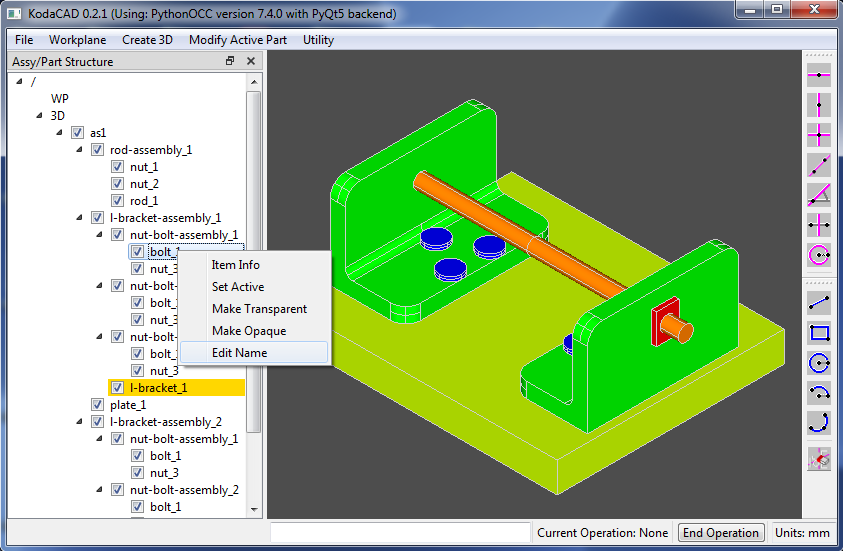 KodaCAD 0.2.1 (Using: PythonOCC version 7.4.0 with PyQt5 backend)
File Workplane Create 3D Modify Active Part Utility
Assy/Part Structure
/
WP
3D
as1
rod-assembly_1
nut_1
nut_2
rod_1
l-bracket-assembly_1
nut-bolt-assembly_1
bolt_1
nut_3
nut-bolt-
bolt_
nut_3
nut-bolt-
bolt_
nut_3
l-bracket_1
plate_1
l-bracket-assembly_2
nut-bolt-assembly_1
bolt_1
nut_3
nut-bolt-assembly_2
bolt_1
Item Info
Set Active
Make Transparent
Make Opaque
Edit Name
Current Operation: None End Operation Units: mm